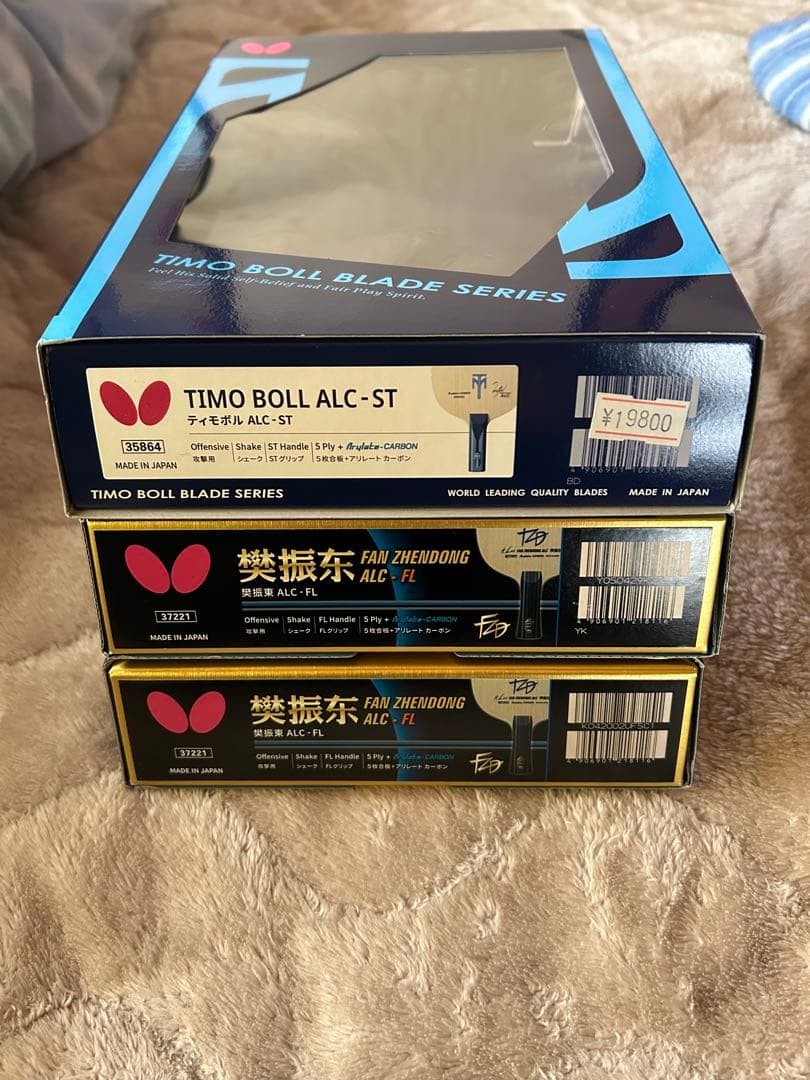 TIMO BOLL BLADE SERIES
Feel His Solid Self-Belief and Fair Play Spirit.
TIMO BOLL ALC-ST
ティモボル ALC-ST
35864
MADE IN JAPAN
Offensive Shake ST Handle 5 Ply + Arylate-CARBON
攻撃用 シェーク STグリップ 5枚合板+アリレート カーボン
¥19800
BD
TIMO BOLL BLADE SERIES
WORLD LEADING QUALITY BLADES MADE IN JAPAN
樊振东 FAN ZHENDONG
ALC - FL
樊振東 ALC - FL
37221
MADE IN JAPAN
Offensive Shake FL Handle 5 Ply + Arylate-CARBON
攻撃用 シェーク FLグリップ 5枚合板+アリレート カーボン
FZD
YK
樊振东 FAN ZHENDONG
ALC - FL
樊振東 ALC - FL
37221
MADE IN JAPAN
Offensive Shake FL Handle 5 Ply + Arylate-CARBON
攻撃用 シェーク FLグリップ 5枚合板+アリレート カーボン
FZD